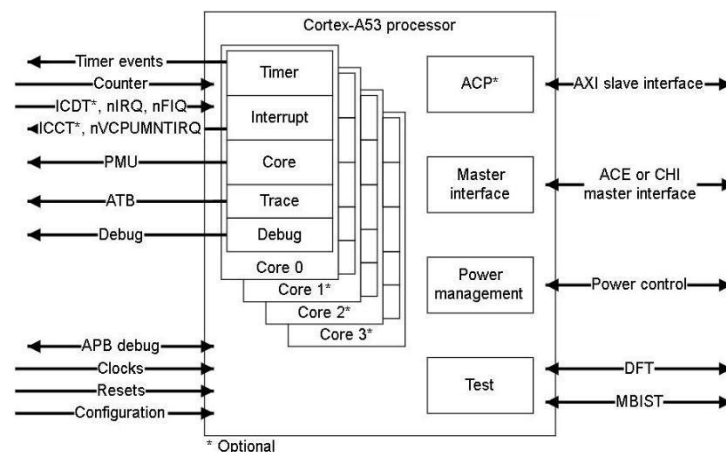 Cortex-A53 processor
Timer events
Counter
ICDT*, nIRQ, nFIQ
ICCT*, nVCPUMNTIRQ
PMU
ATB
Debug
APB debug
Clocks
Resets
Configuration
Timer
Interrupt
Core
Trace
Debug
Core 0
Core 1*
Core 2*
Core 3*
ACP*
Master
interface
Power
management
Test
AXI slave interface
ACE or CHI
master interface
Power control
DFT
MBIST
* Optional